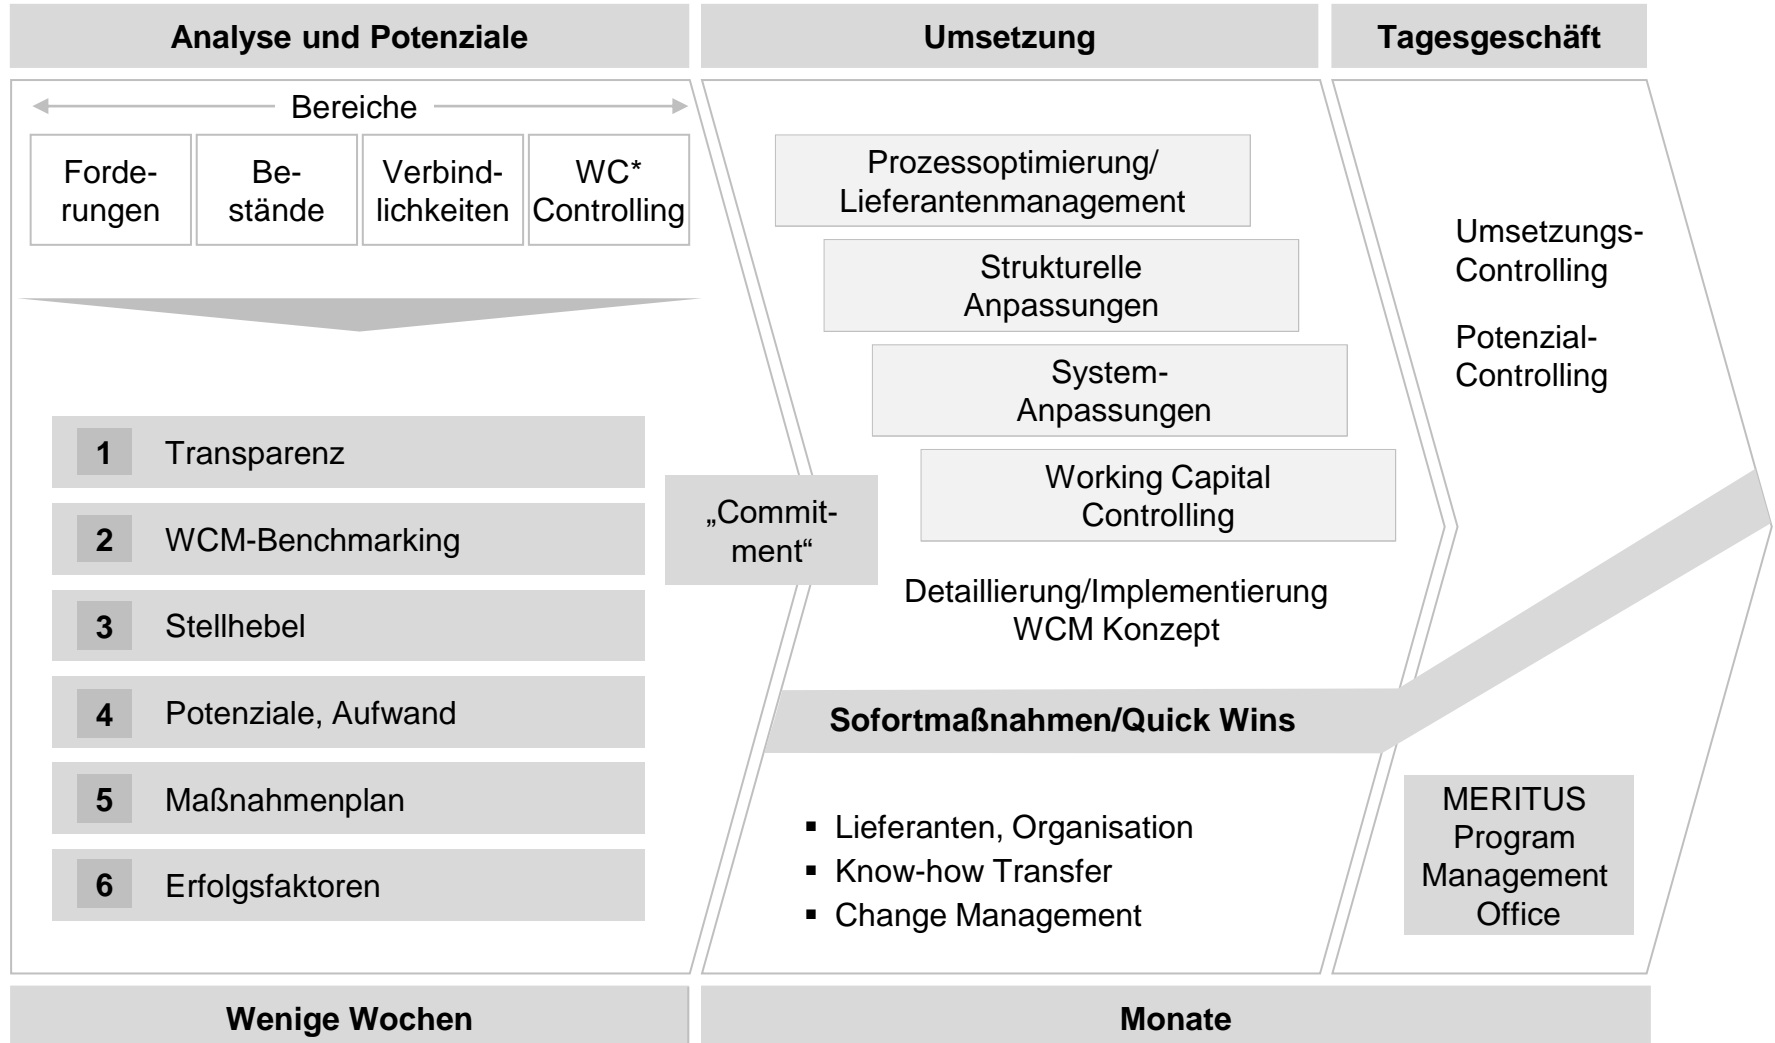 Analyse und Potenziale
Umsetzung
Tagesgeschäft
Bereiche
Forde-
rungen
Be-
stände
Verbind-
lichkeiten
WC*
Controlling
1 Transparenz
2 WCM-Benchmarking
3 Stellhebel
4 Potenziale, Aufwand
5 Maßnahmenplan
6 Erfolgsfaktoren
„Commit-
ment“
Prozessoptimierung/
Lieferantenmanagement
Strukturelle
Anpassungen
System-
Anpassungen
Working Capital
Controlling
Detaillierung/Implementierung
WCM Konzept
Sofortmaßnahmen/Quick Wins
▪ Lieferanten, Organisation
▪ Know-how Transfer
▪ Change Management
Umsetzungs-
Controlling
Potenzial-
Controlling
MERITUS
Program
Management
Office
Wenige Wochen
Monate